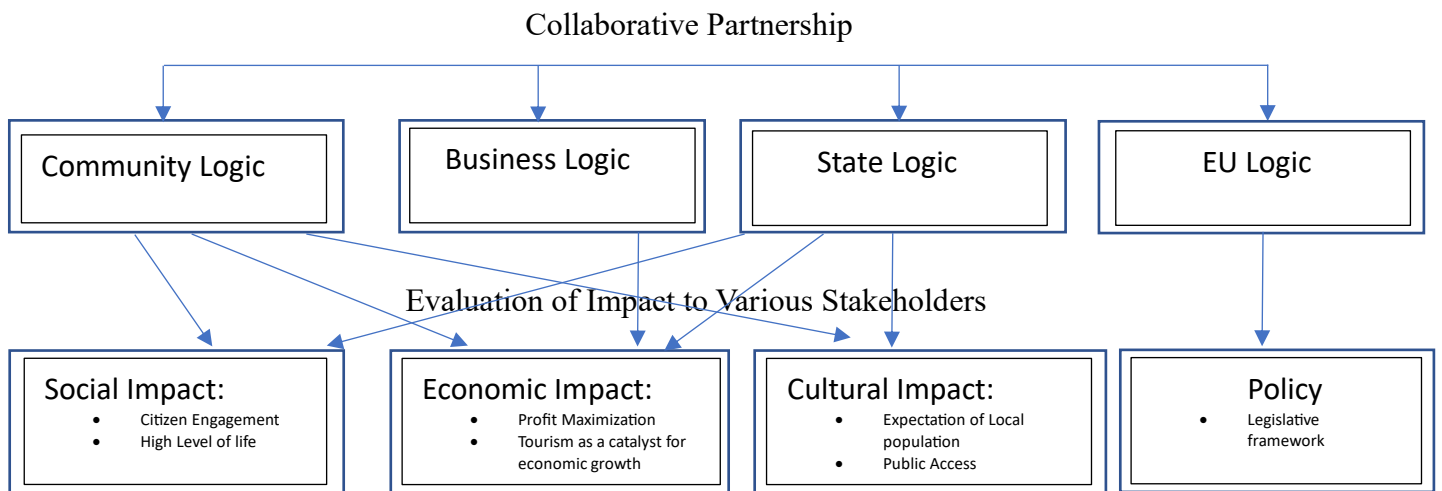 Collaborative Partnership
Community Logic
Business Logic
State Logic
EU Logic
Evaluation of Impact to Various Stakeholders
Social Impact:
• Citizen Engagement
• High Level of life
Economic Impact:
• Profit Maximization
• Tourism as a catalyst for
economic growth
Cultural Impact:
• Expectation of Local
population
• Public Access
Policy
• Legislative
framework